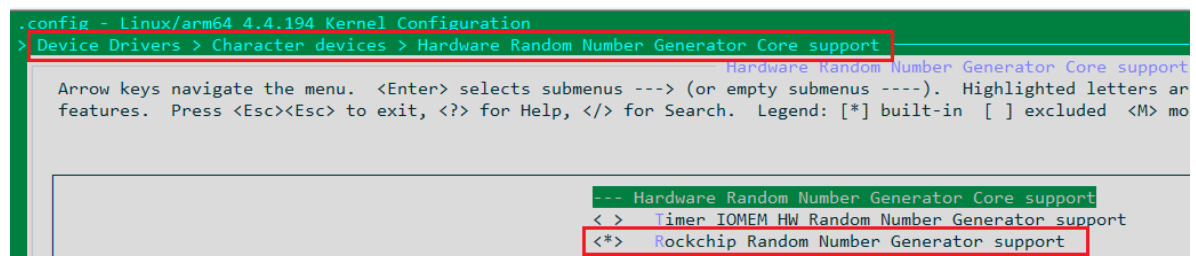 .config - Linux/arm64 4.4.194 Kernel Configuration
> Device Drivers > Character devices > Hardware Random Number Generator Core support
Hardware Random Number Generator Core support
Arrow keys navigate the menu. <Enter> selects submenus ---> (or empty submenus ----). Highlighted letters ar
features. Press <Esc><Esc> to exit, <?> for Help, </> for Search. Legend: [*] built-in [ ] excluded <M> mo
--- Hardware Random Number Generator Core support
< > Timer IOMEM HW Random Number Generator support
<*> Rockchip Random Number Generator support